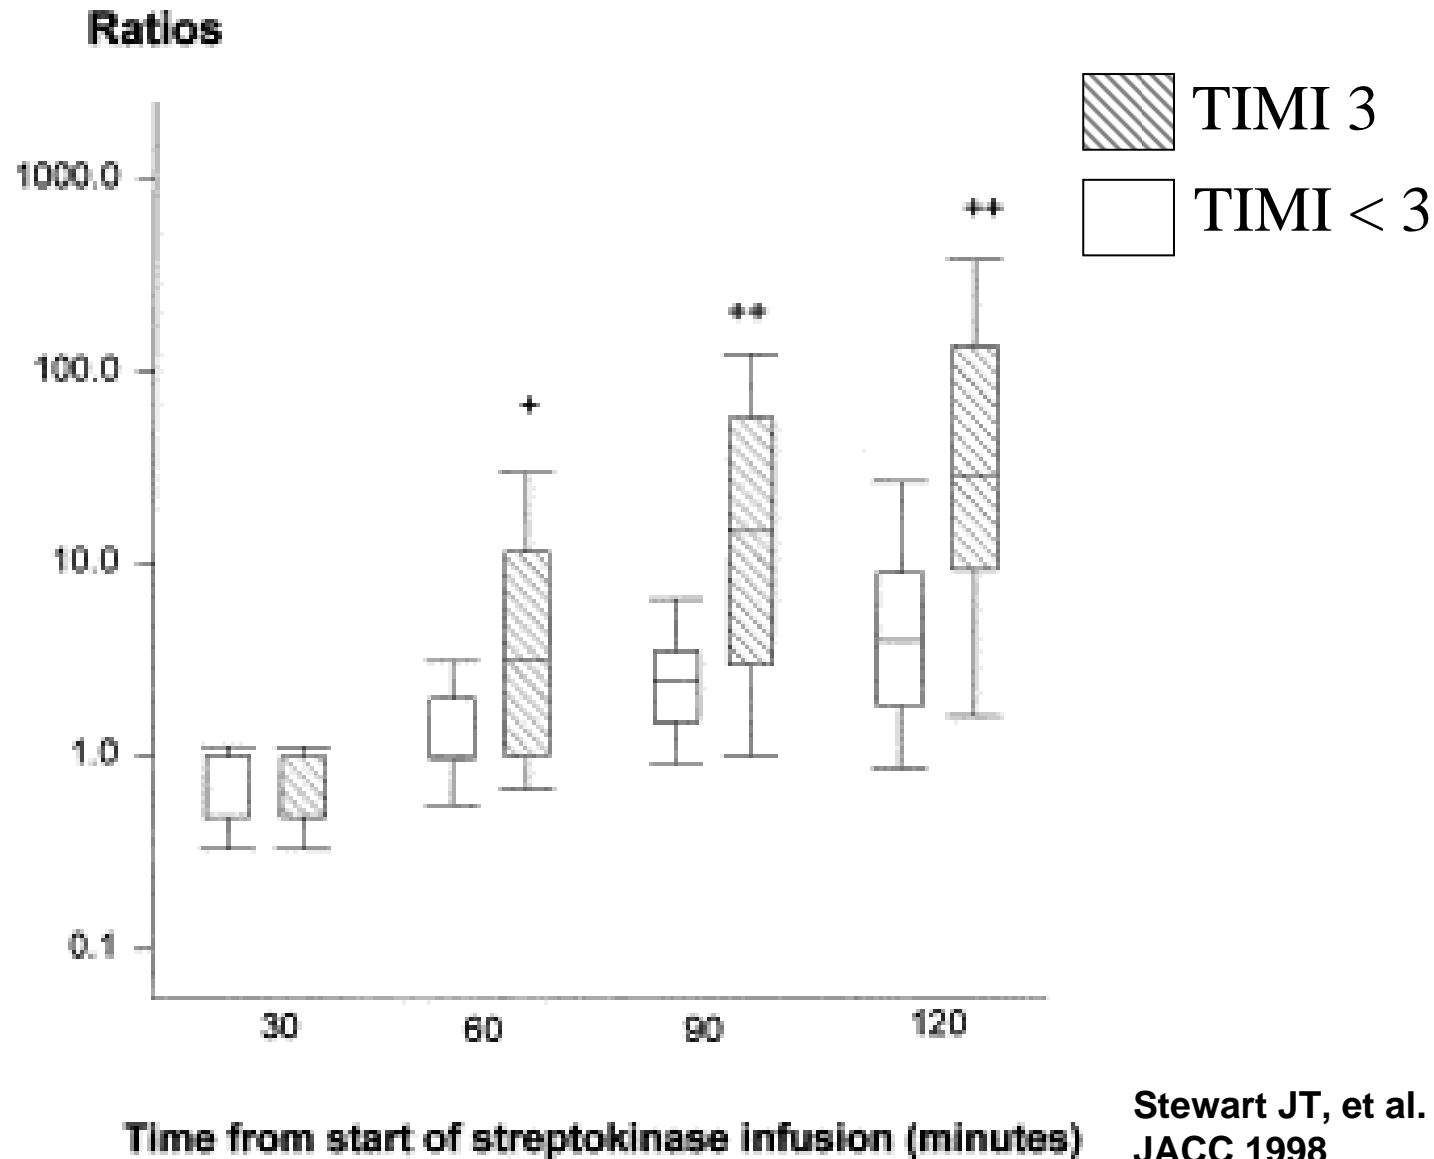 Ratios
TIMI 3
TIMI < 3
1000.0
100.0
10.0
1.0
0.1
+
++
++
30 60 90 120
Time from start of streptokinase infusion (minutes)
Stewart JT, et al.
JACC 1998